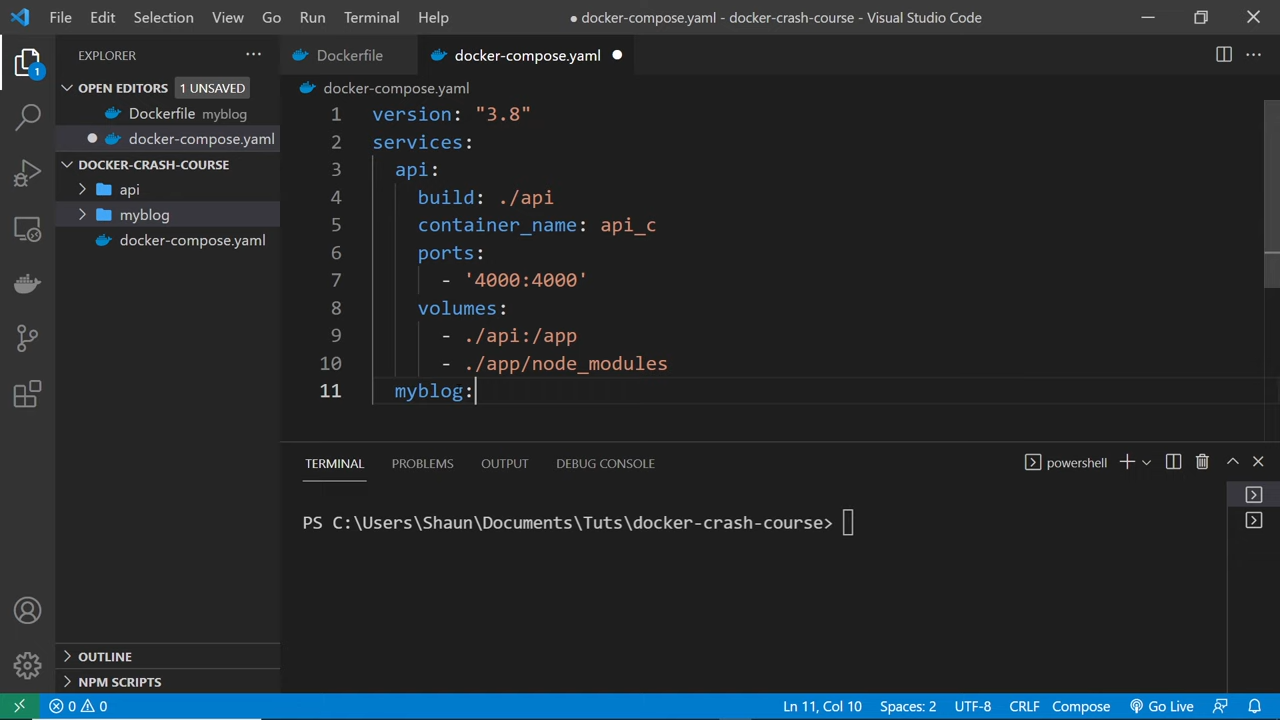 File Edit Selection View Go Run Terminal Help ● docker-compose.yaml - docker-crash-course - Visual Studio Code
EXPLORER
Dockerfile
docker-compose.yaml
OPEN EDITORS 1 UNSAVED
docker-compose.yaml
1
Dockerfile myblog
docker-compose.yaml
DOCKER-CRASH-COURSE
api
myblog
docker-compose.yaml
1 version: "3.8"
2 services:
3 api:
4 build: ./api
5 container_name: api_c
6 ports:
7 - '4000:4000'
8 volumes:
9 - ./api:/app
10 - ./app/node_modules
11 myblog:
TERMINAL PROBLEMS OUTPUT DEBUG CONSOLE powershell
PS C:\Users\Shaun\Documents\Tuts\docker-crash-course>
OUTLINE
NPM SCRIPTS
0 0 Ln 11, Col 10 Spaces: 2 UTF-8 CRLF Compose Go Live